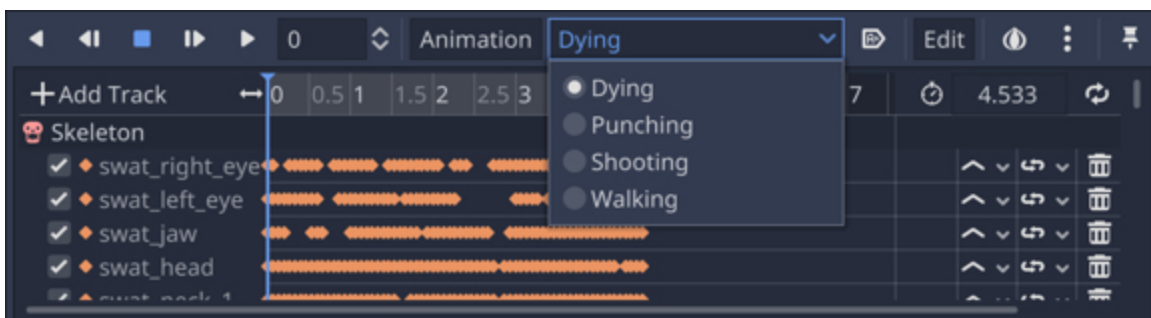 0 Animation Dying Edit
Add Track 0 0.5 1 1.5 2 2.5 3 7 4.533
Dying
Punching
Shooting
Walking
Skeleton
swat_right_eye
swat_left_eye
swat_jaw
swat_head
swat_neck_1